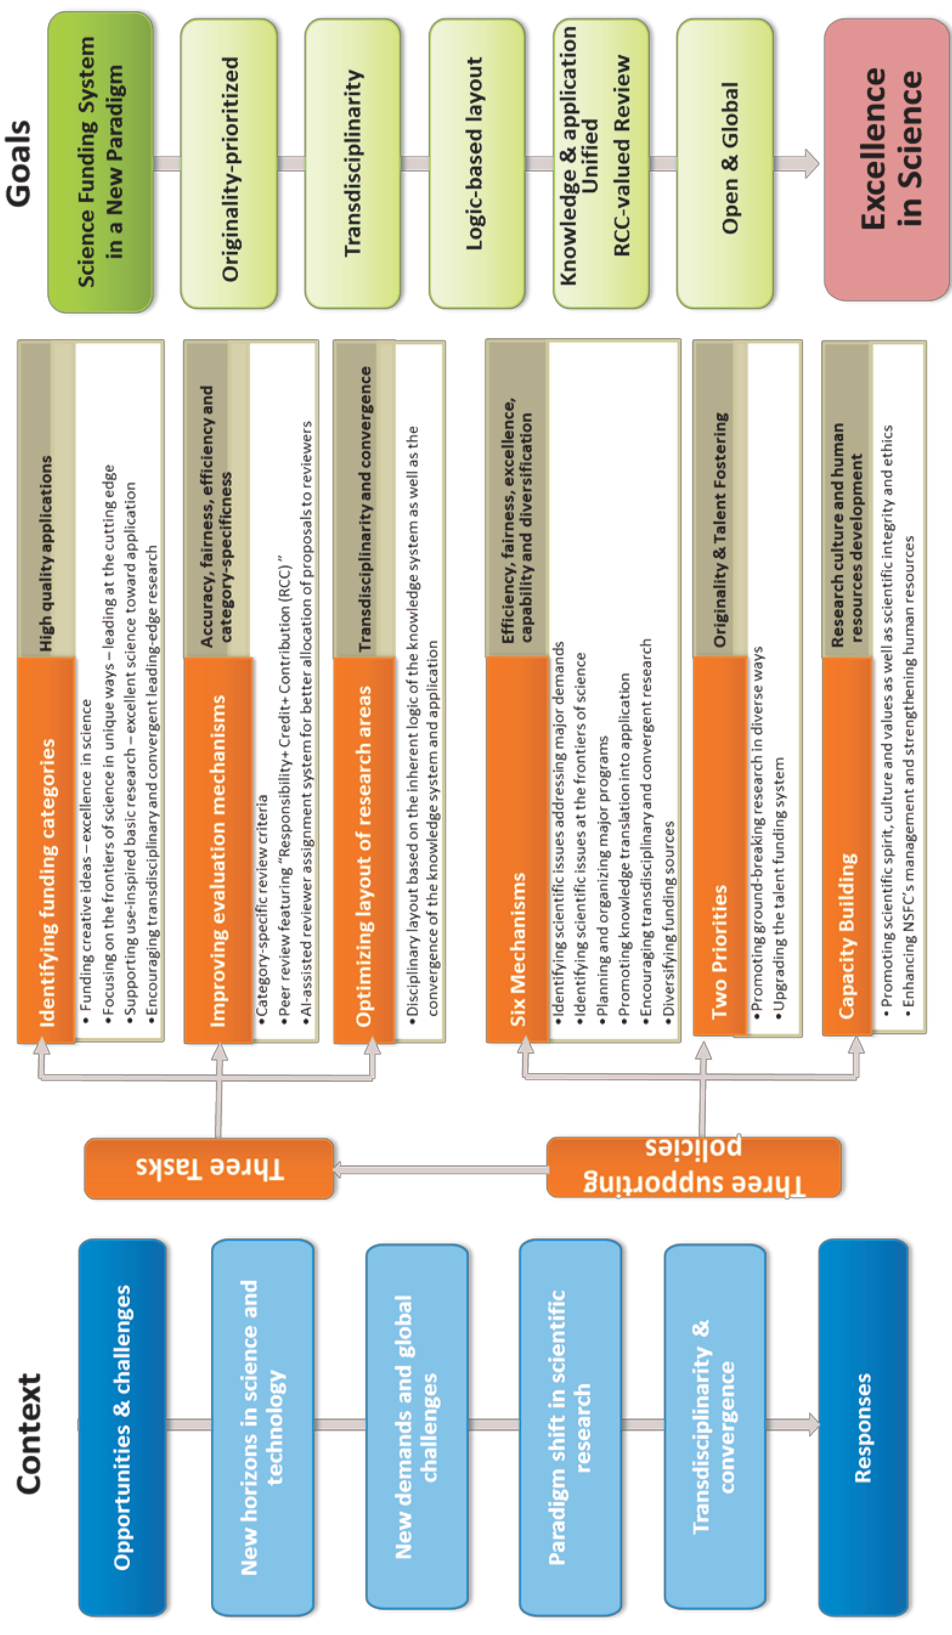 Context
Opportunities & challenges
New horizons in science and
technology
New demands and global
challenges
Paradigm shift in scientific
research
Transdisciplinarity &
convergence
Responses
Three Tasks
Three supporting
policies
Identifying funding categories
High quality applications
• Funding creative ideas – excellence in science
• Focusing on the frontiers of science in unique ways – leading at the cutting edge
• Supporting use-inspired basic research – excellent science toward application
• Encouraging transdisciplinary and convergent leading-edge research
Improving evaluation mechanisms
Accuracy, fairness, efficiency and
category-specificness
• Category-specific review criteria
• Peer review featuring "Responsibility+ Credit+ Contribution (RCC)"
• AI-assisted reviewer assignment system for better allocation of proposals to reviewers
Optimizing layout of research areas
Transdisciplinarity and convergence
• Disciplinary layout based on the inherent logic of the knowledge system as well as the
convergence of the knowledge system and application
Six Mechanisms
Efficiency, fairness, excellence,
capability and diversification
• Identifying scientific issues addressing major demands
• Identifying scientific issues at the frontiers of science
• Planning and organizing major programs
• Promoting knowledge translation into application
• Encouraging transdisciplinary and convergent research
• Diversifying funding sources
Two Priorities
Originality & Talent Fostering
• Promoting ground-breaking research in diverse ways
• Upgrading the talent funding system
Capacity Building
Research culture and human
resources development
• Promoting scientific spirit, culture and values as well as scientific integrity and ethics
• Enhancing NSFC's management and strengthening human resources
Goals
Science Funding System
in a New Paradigm
Originality-prioritized
Transdisciplinarity
Logic-based layout
Knowledge & application
Unified
RCC-valued Review
Open & Global
Excellence
in Science